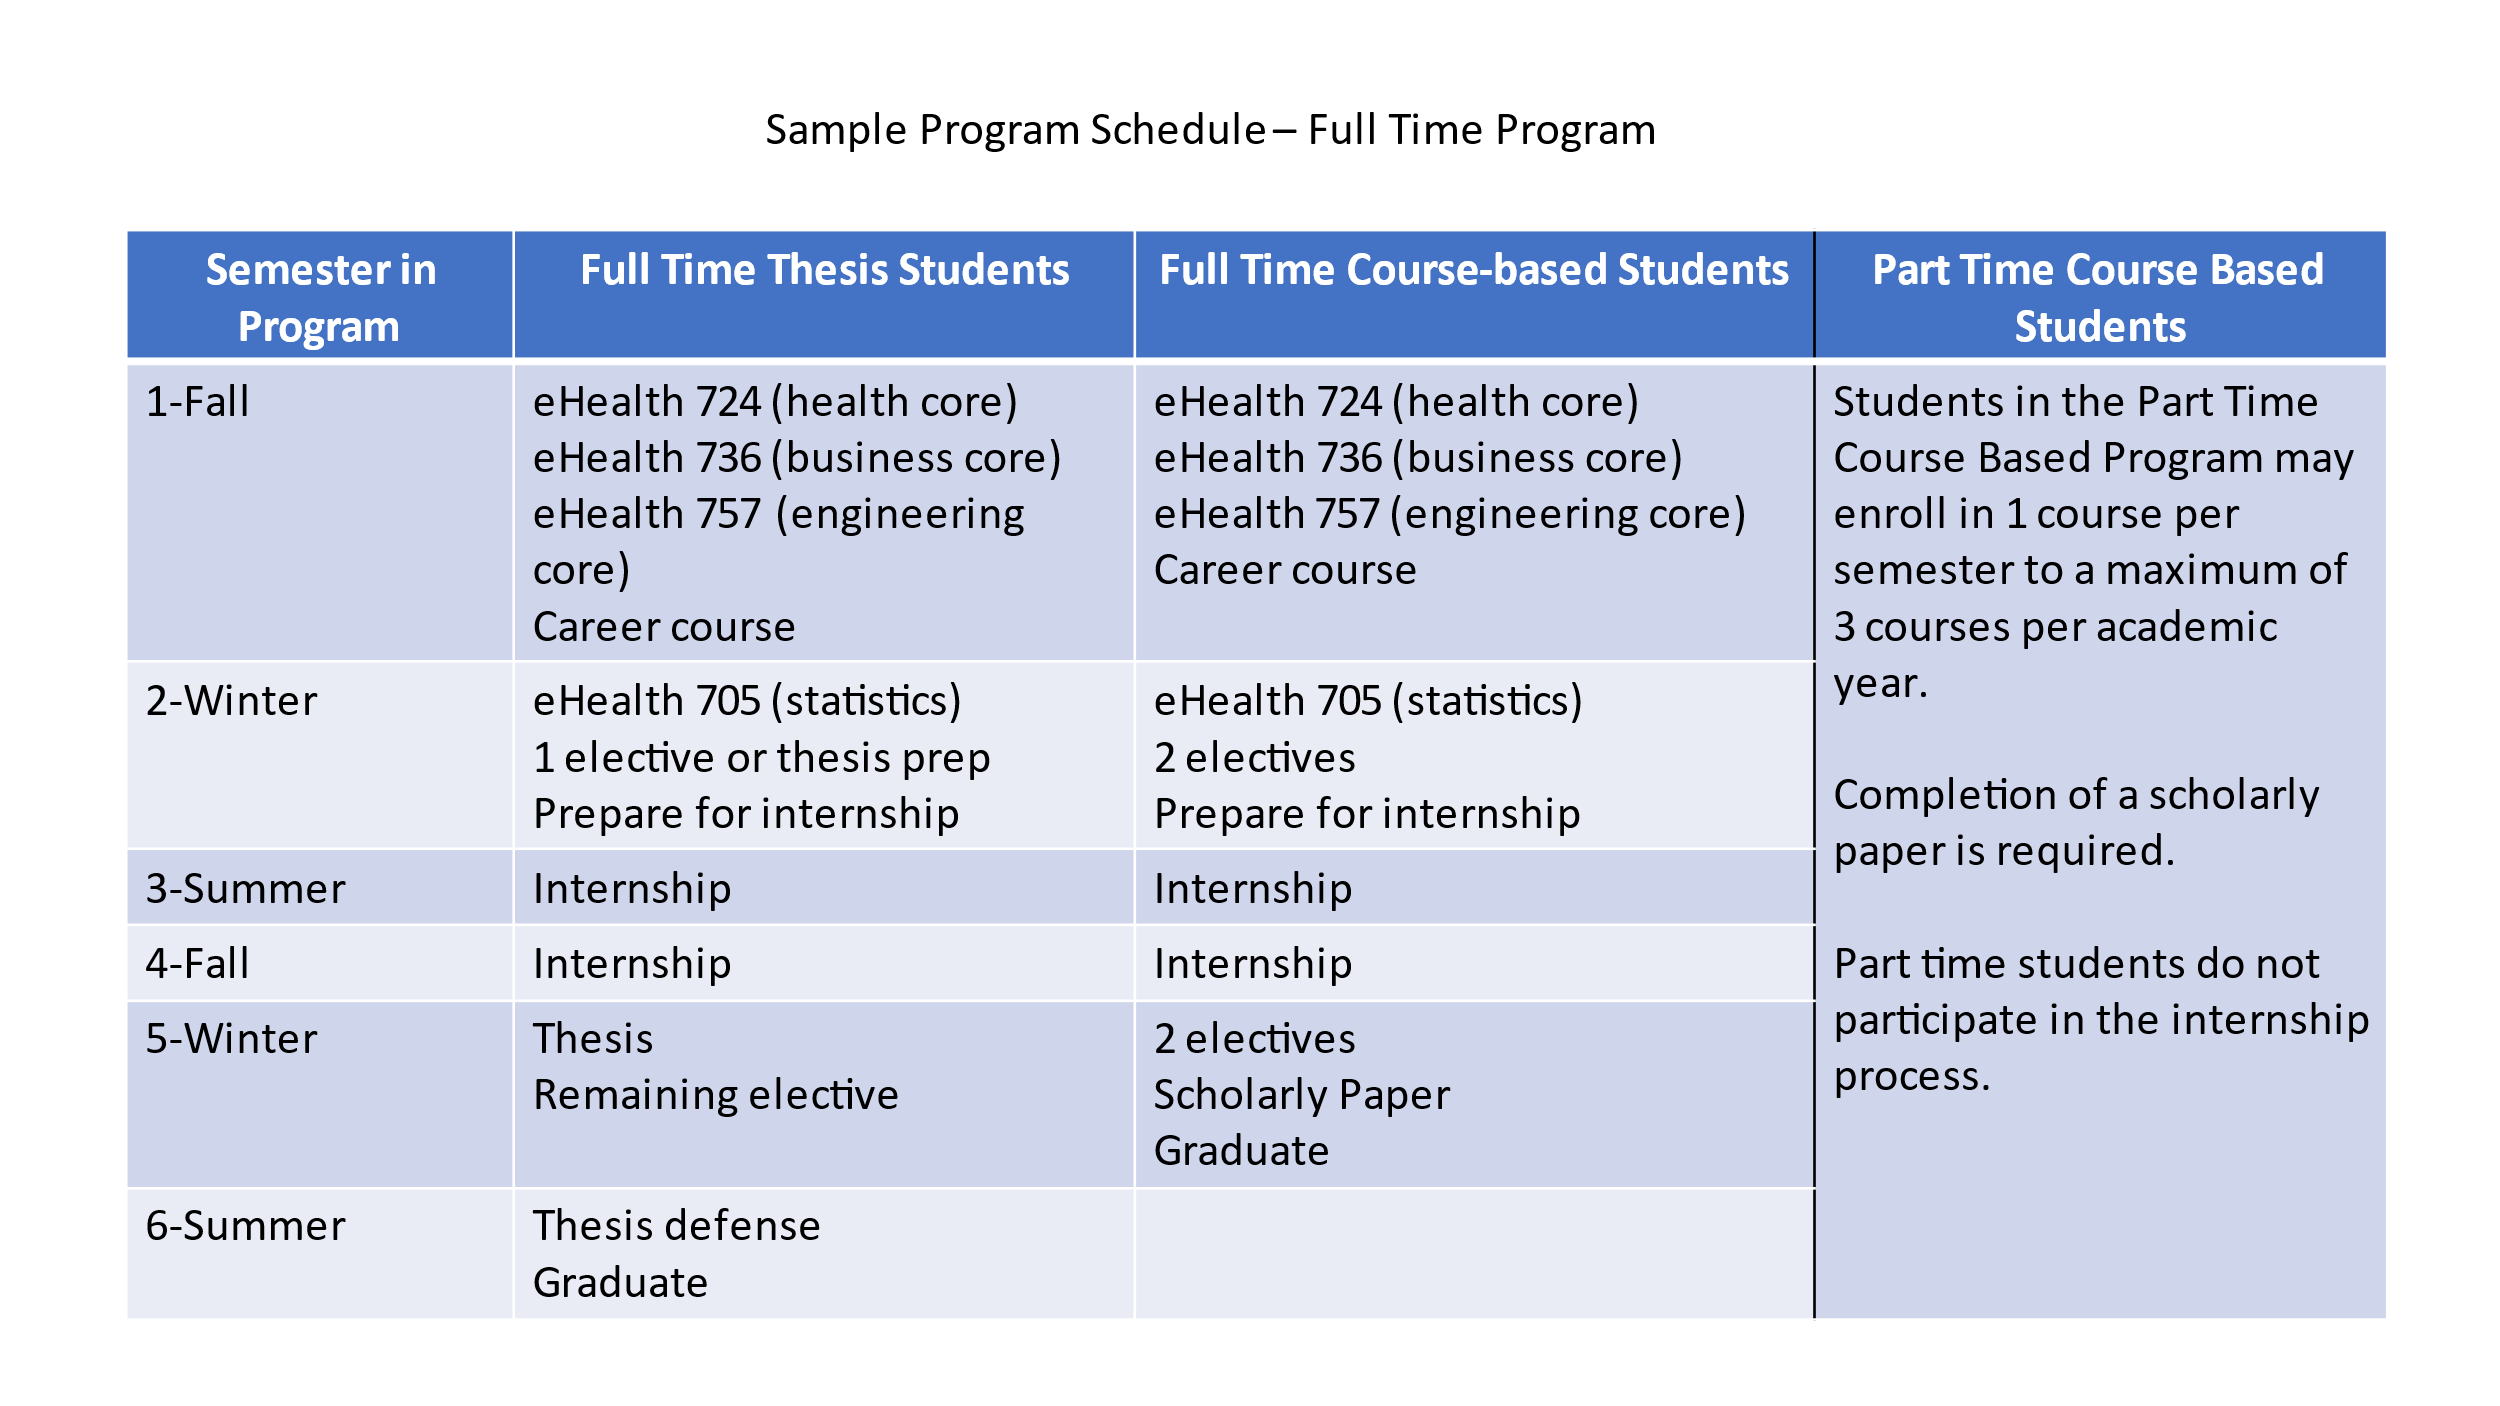 Sample Program Schedule – Full Time Program
Semester in
Program
Full Time Thesis Students
Full Time Course-based Students
Part Time Course Based
Students
1-Fall
eHealth 724 (health core)
eHealth 736 (business core)
eHealth 757 (engineering
core)
Career course
eHealth 724 (health core)
eHealth 736 (business core)
eHealth 757 (engineering core)
Career course
Students in the Part Time
Course Based Program may
enroll in 1 course per
semester to a maximum of
3 courses per academic
year.
Completion of a scholarly
paper is required.
Part time students do not
participate in the internship
process.
2-Winter
eHealth 705 (statistics)
1 elective or thesis prep
Prepare for internship
eHealth 705 (statistics)
2 electives
Prepare for internship
3-Summer
Internship
Internship
4-Fall
Internship
Internship
5-Winter
Thesis
Remaining elective
2 electives
Scholarly Paper
Graduate
6-Summer
Thesis defense
Graduate